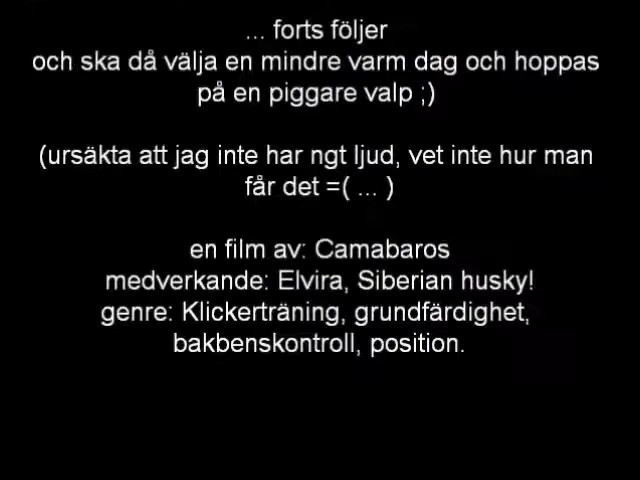 ... forts följer
och ska då välja en mindre varm dag och hoppas
på en piggare valp ;)
(ursäkta att jag inte har ngt ljud, vet inte hur man
får det =( ... )
en film av: Camabaros
medverkande: Elvira, Siberian husky!
genre: Klickerträning, grundfärdighet,
bakbenskontroll, position.